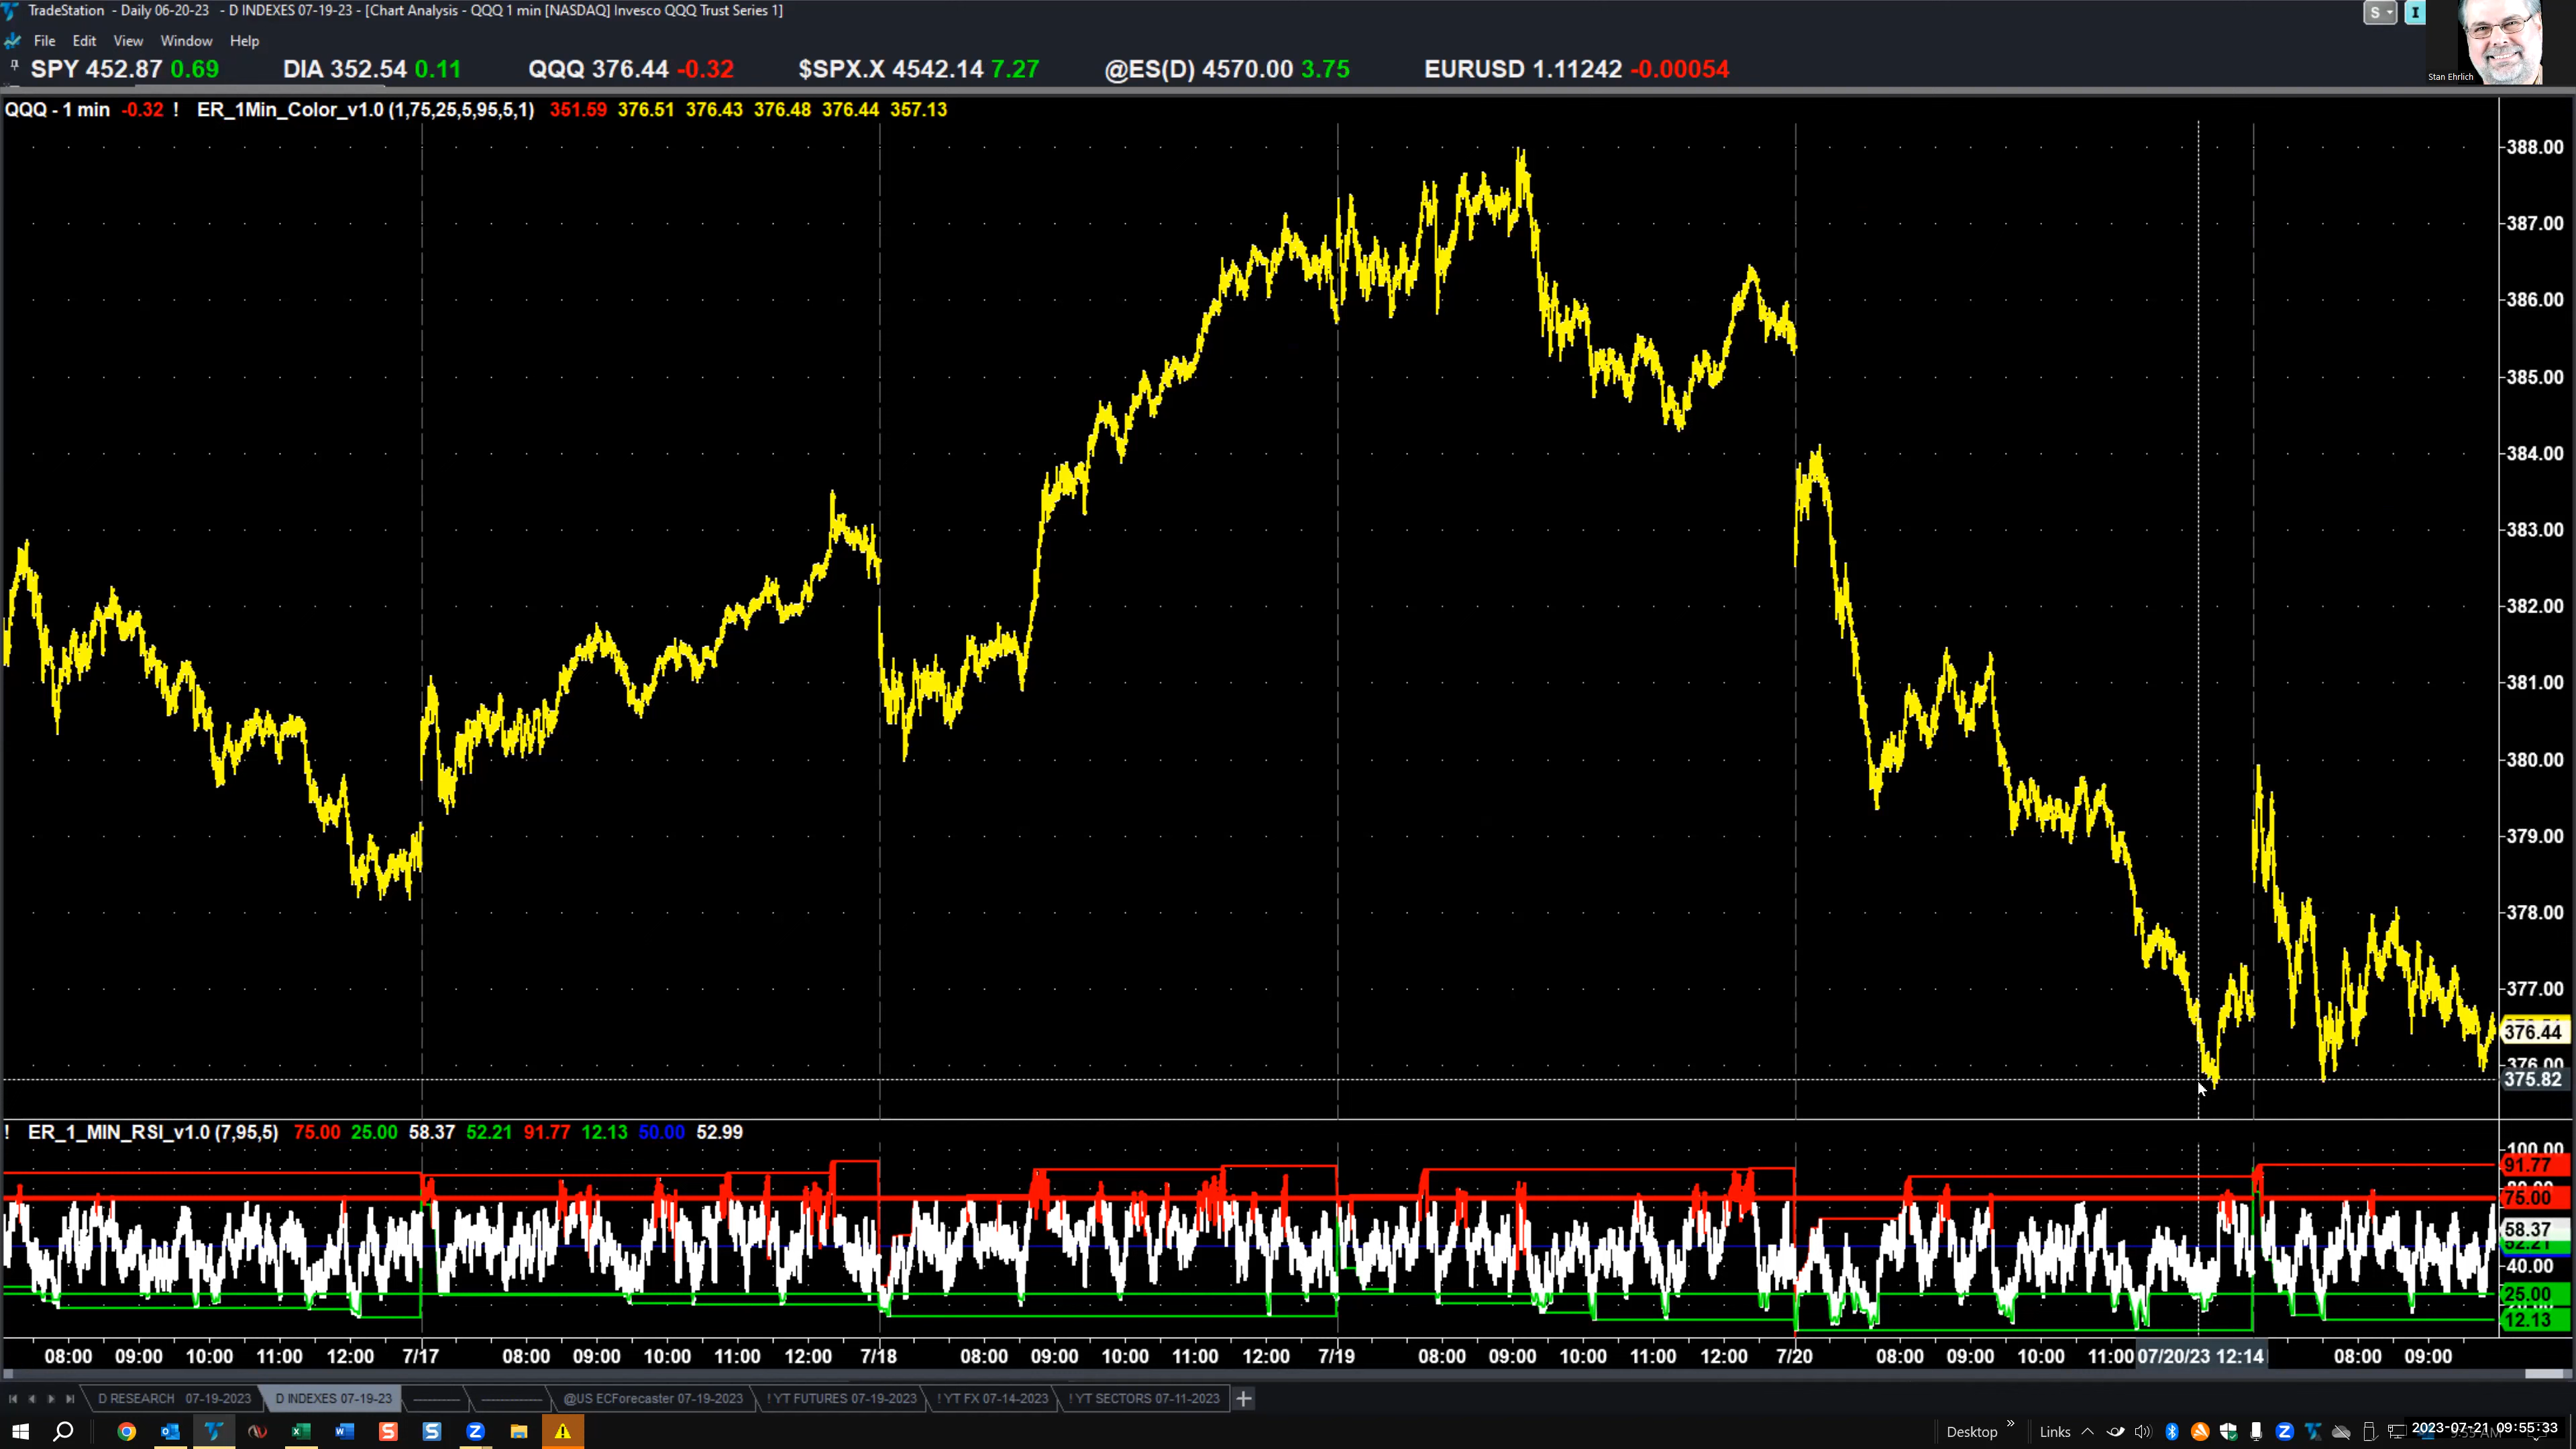 TradeStation - Daily 06-20-23 - D INDEXES 07-19-23 - [Chart Analysis - QQQ 1 min [NASDAQ] Invesco QQQ Trust Series 1]
S I
File Edit View Window Help
SPY 452.87 0.69 DIA 352.54 0.11 QQQ 376.44 -0.32 $SPX.X 4542.14 7.27 @ES(D) 4570.00 3.75 EURUSD 1.11242 -0.00054
Stan Ehrlich
QQQ - 1 min -0.32 ! ER_1Min_Color_v1.0 (1,75,25,5,95,5,1) 351.59 376.51 376.43 376.48 376.44 357.13
388.00
387.00
386.00
385.00
384.00
383.00
382.00
381.00
380.00
379.00
378.00
377.00
376.44
376.00
375.82
! ER_1_MIN_RSI_v1.0 (7,95,5) 75.00 25.00 58.37 52.21 91.77 12.13 50.00 52.99
100.00
91.77
75.00
58.37
52.21
40.00
25.00
12.13
08:00 09:00 10:00 11:00 12:00 7/17 08:00 09:00 10:00 11:00 12:00 7/18 08:00 09:00 10:00 11:00 12:00 7/19 08:00 09:00 10:00 11:00 12:00 7/20 08:00 09:00 10:00 11:00 07/20/23 12:14 08:00 09:00
D RESEARCH 07-19-2023 D INDEXES 07-19-23 @US ECForecaster 07-19-2023 ! YT FUTURES 07-19-2023 ! YT FX 07-14-2023 ! YT SECTORS 07-11-2023 +
Desktop » Links 2023-07-21, 09:55:33